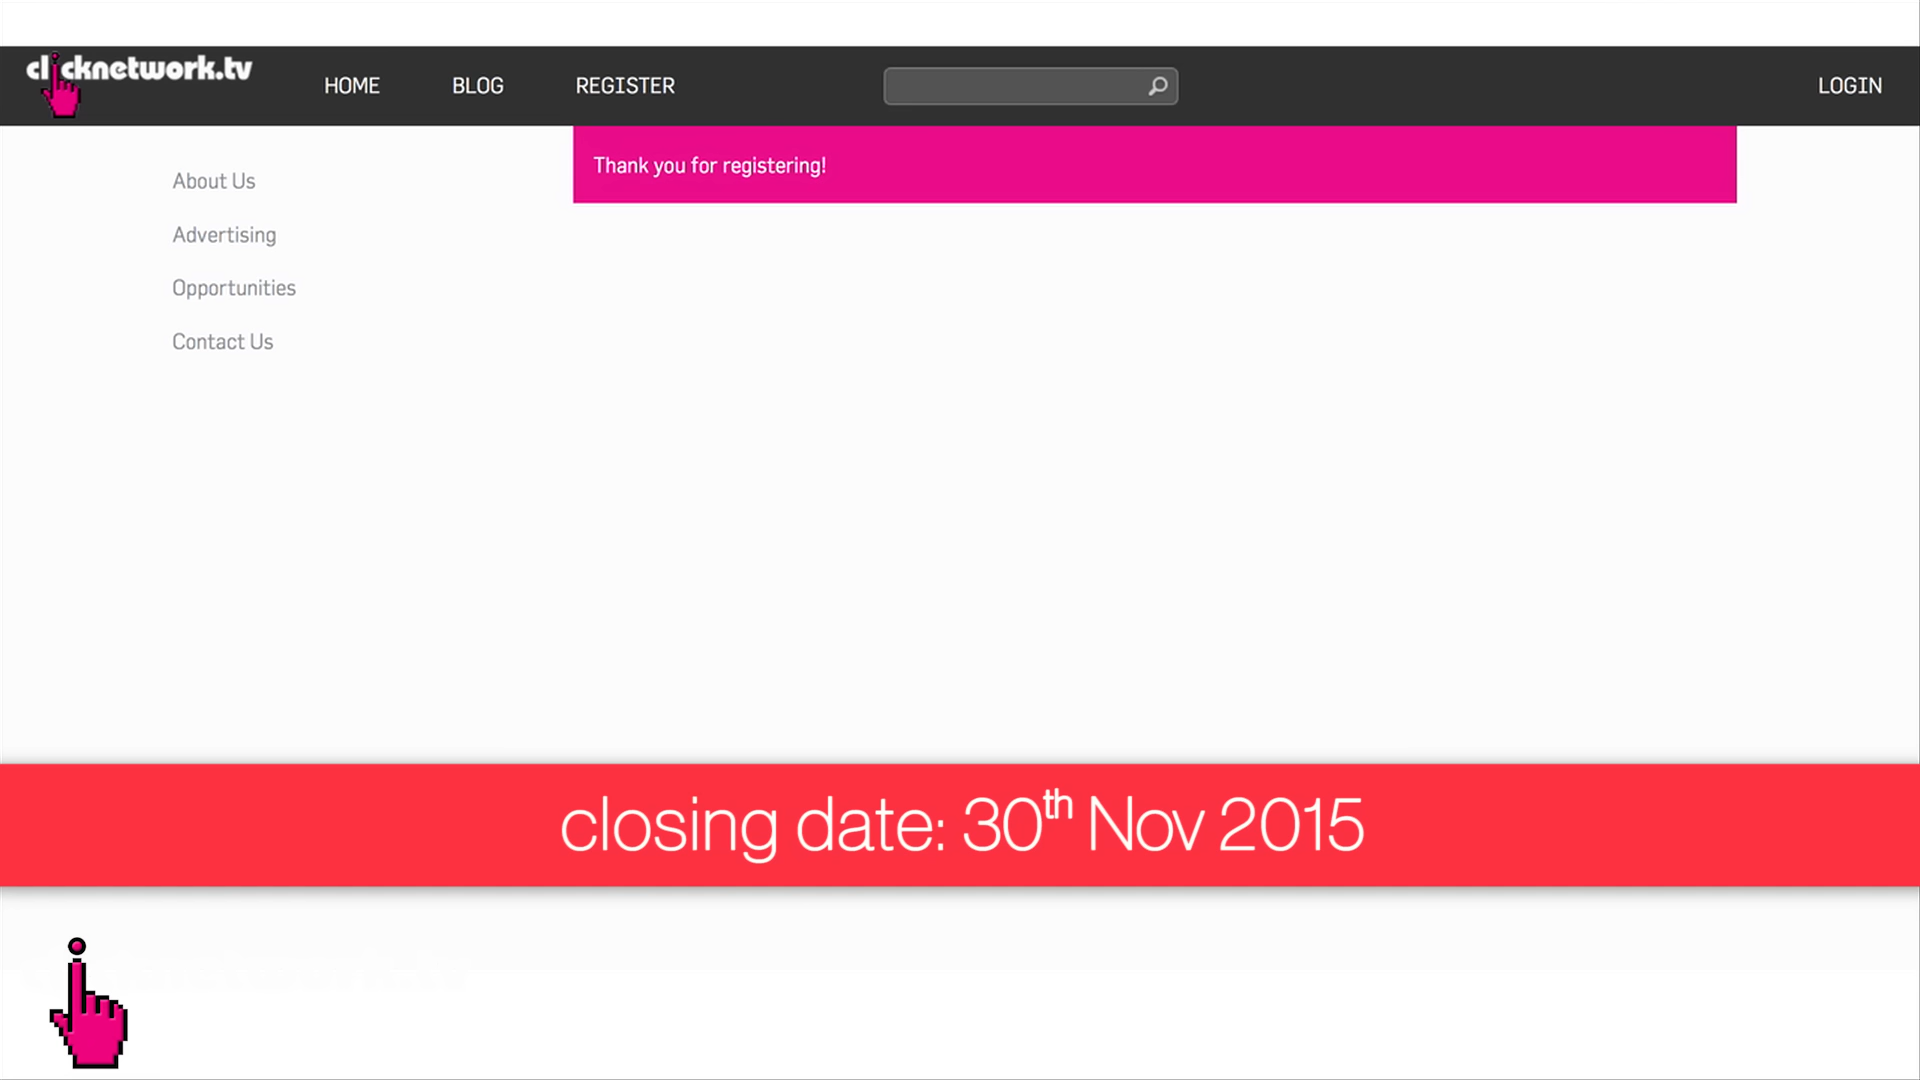 clicknetwork.tv
HOME BLOG REGISTER LOGIN
Thank you for registering!
About Us
Advertising
Opportunities
Contact Us
closing date: 30th Nov 2015